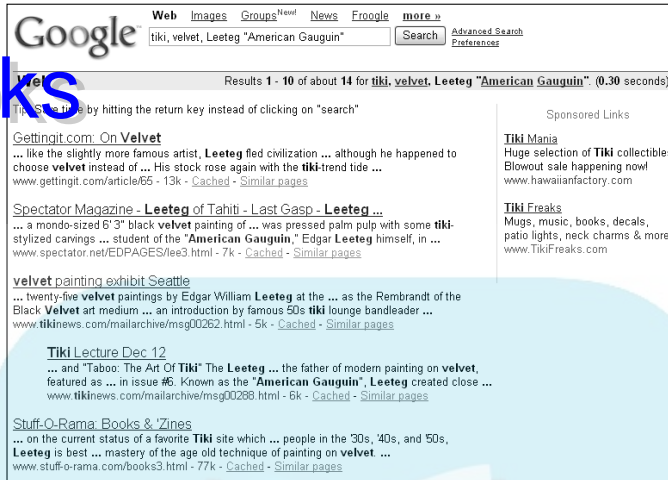 Web Images Groups New! News Froogle more »
Google
tiki, velvet, Leeteg "American Gauguin" Search Advanced Search
Preferences
ks
Web Results 1 - 10 of about 14 for tiki, velvet, Leeteg "American Gauguin". (0.30 seconds)
Tip: Save time by hitting the return key instead of clicking on "search"
Gettingit.com: On Velvet
... like the slightly more famous artist, Leeteg fled civilization ... although he happened to
choose velvet instead of ... His stock rose again with the tiki-trend tide ...
www.gettingit.com/article/65 - 13k - Cached - Similar pages
Spectator Magazine - Leeteg of Tahiti - Last Gasp - Leeteg ...
... a mondo-sized 6' 3" black velvet painting of ... was pressed palm pulp with some tiki-
stylized carvings ... student of the "American Gauguin," Edgar Leeteg himself, in ...
www.spectator.net/EDPAGES/lee3.html - 7k - Cached - Similar pages
velvet painting exhibit Seattle
... twenty-five velvet paintings by Edgar William Leeteg at the ... as the Rembrandt of the
Black Velvet art medium ... an introduction by famous 50s tiki lounge bandleader ...
www.tikinews.com/mailarchive/msg00262.html - 5k - Cached - Similar pages
Tiki Lecture Dec 12
... and "Taboo: The Art Of Tiki" The Leeteg ... the father of modern painting on velvet,
featured as ... in issue #6. Known as the "American Gauguin", Leeteg created close ...
www.tikinews.com/mailarchive/msg00288.html - 6k - Cached - Similar pages
Stuff-O-Rama: Books & 'Zines
... on the current status of a favorite Tiki site which ... people in the '30s, '40s, and '50s,
Leeteg is best ... mastery of the age old technique of painting on velvet. ...
www.stuff-o-rama.com/books3.html - 77k - Cached - Similar pages
Sponsored Links
Tiki Mania
Huge selection of Tiki collectibles
Blowout sale happening now!
www.hawaiianfactory.com
Tiki Freaks
Mugs, music, books, decals,
patio lights, neck charms & more
www.TikiFreaks.com